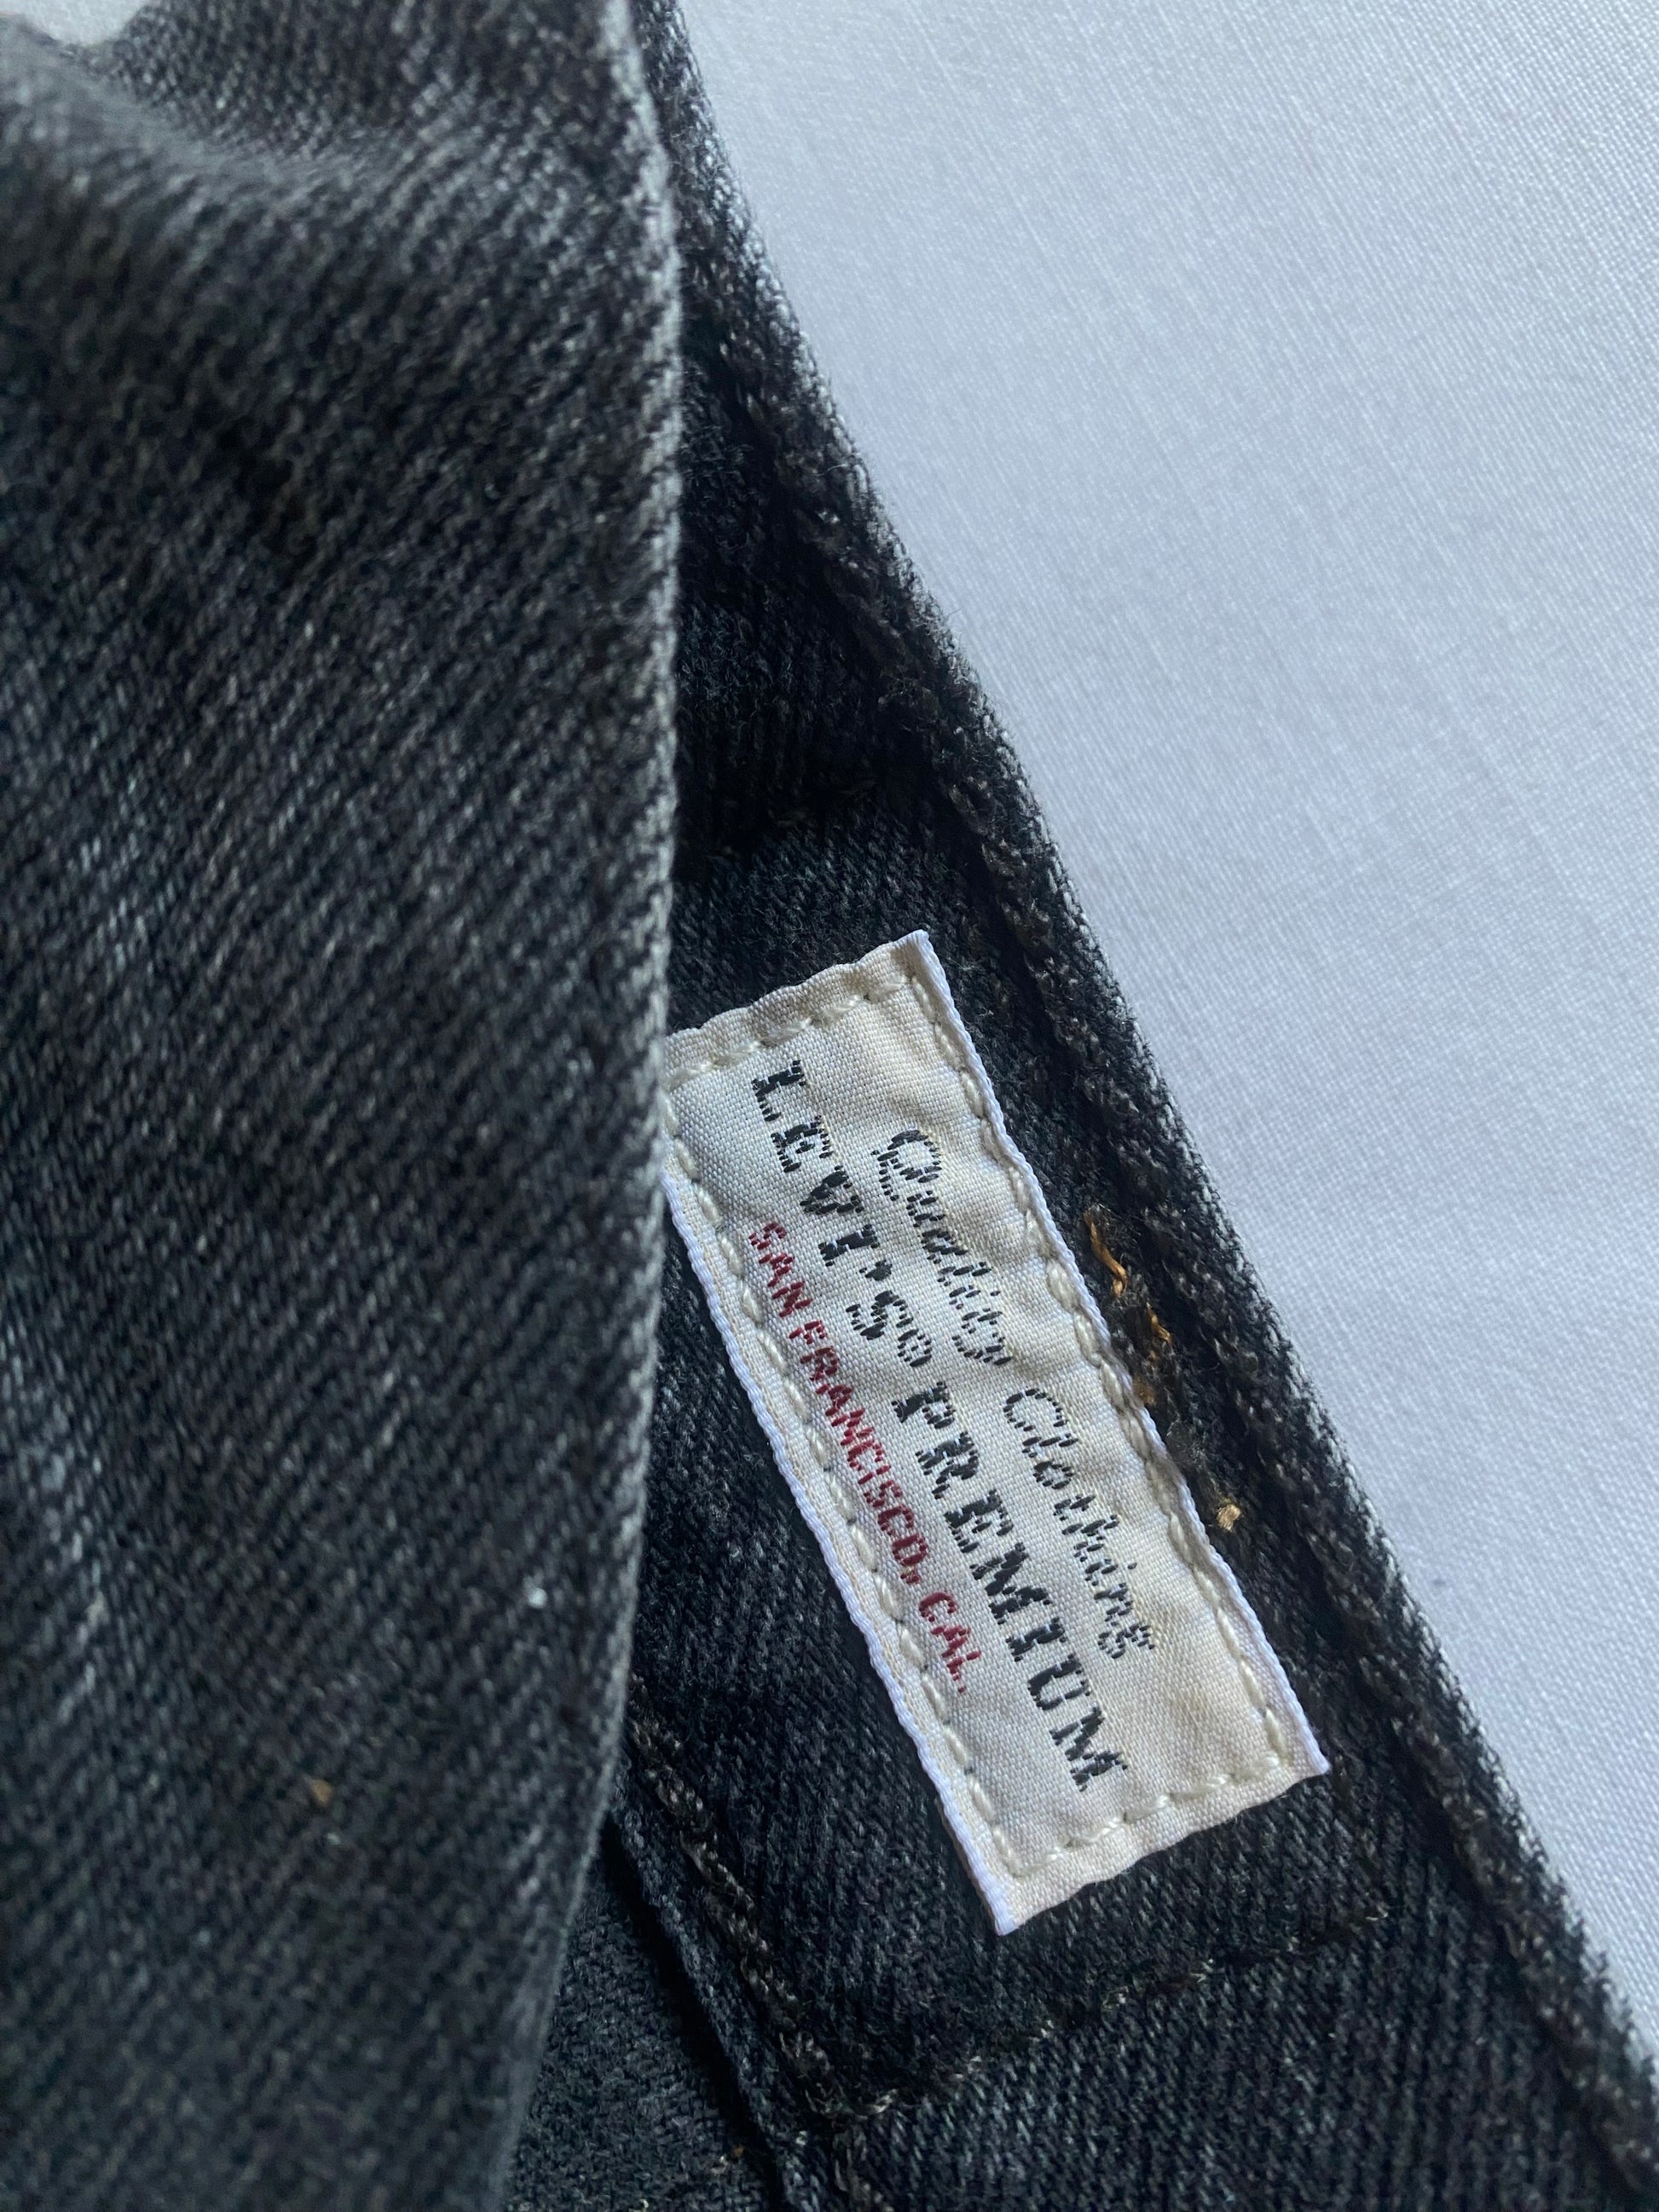 Quality Clothing
LEVI'S® PREMIUM
SAN FRANCISCO, CAL.